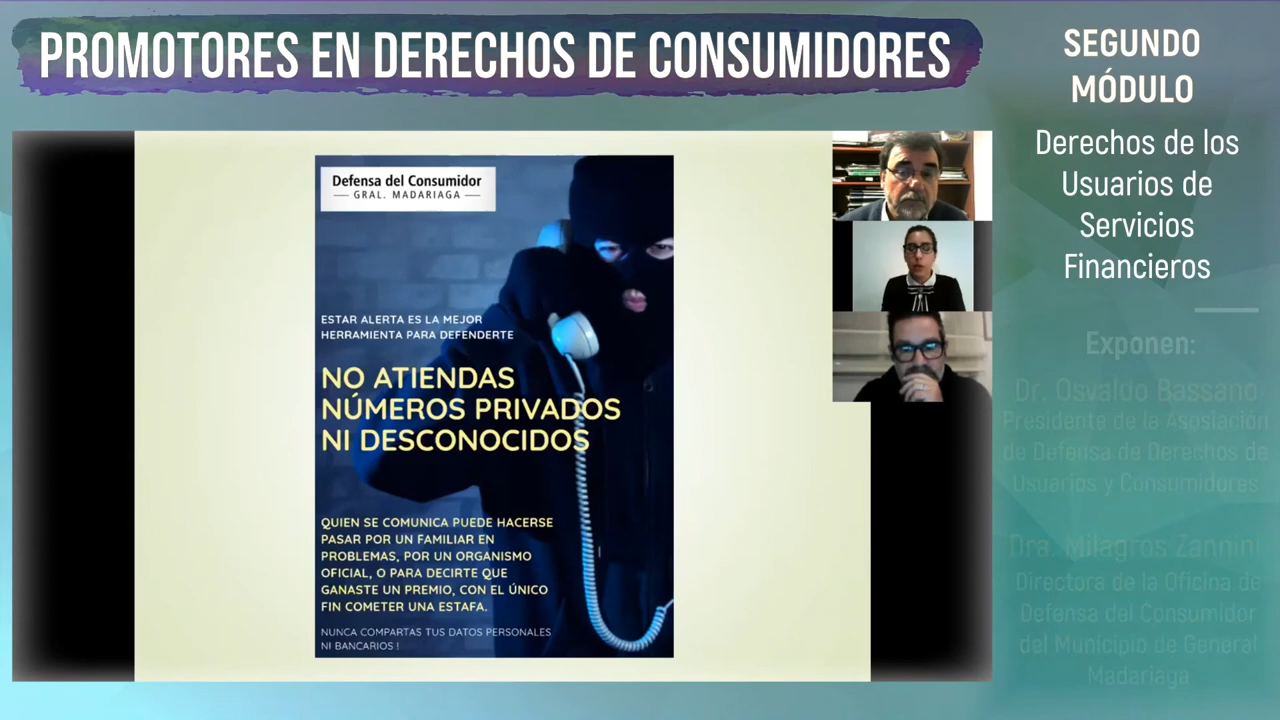 PROMOTORES EN DERECHOS DE CONSUMIDORES
SEGUNDO
MÓDULO
Derechos de los
Usuarios de
Servicios
Financieros
Exponen:
Dr. Osvaldo Bassano
Presidente de la Asosiación
de Defensa de Derechos de
Usuarios y Consumidores
Dra. Milagros Zannini
Directora de la Oficina de
Defensa del Consumidor
del Municipio de General
Madariaga
Defensa del Consumidor
GRAL. MADARIAGA
ESTAR ALERTA ES LA MEJOR
HERRAMIENTA PARA DEFENDERTE
NO ATIENDAS
NÚMEROS PRIVADOS
NI DESCONOCIDOS
QUIEN SE COMUNICA PUEDE HACERSE
PASAR POR UN FAMILIAR EN
PROBLEMAS, POR UN ORGANISMO
OFICIAL, O PARA DECIRTE QUE
GANASTE UN PREMIO, CON EL ÚNICO
FIN COMETER UNA ESTAFA.
NUNCA COMPARTAS TUS DATOS PERSONALES
NI BANCARIOS !